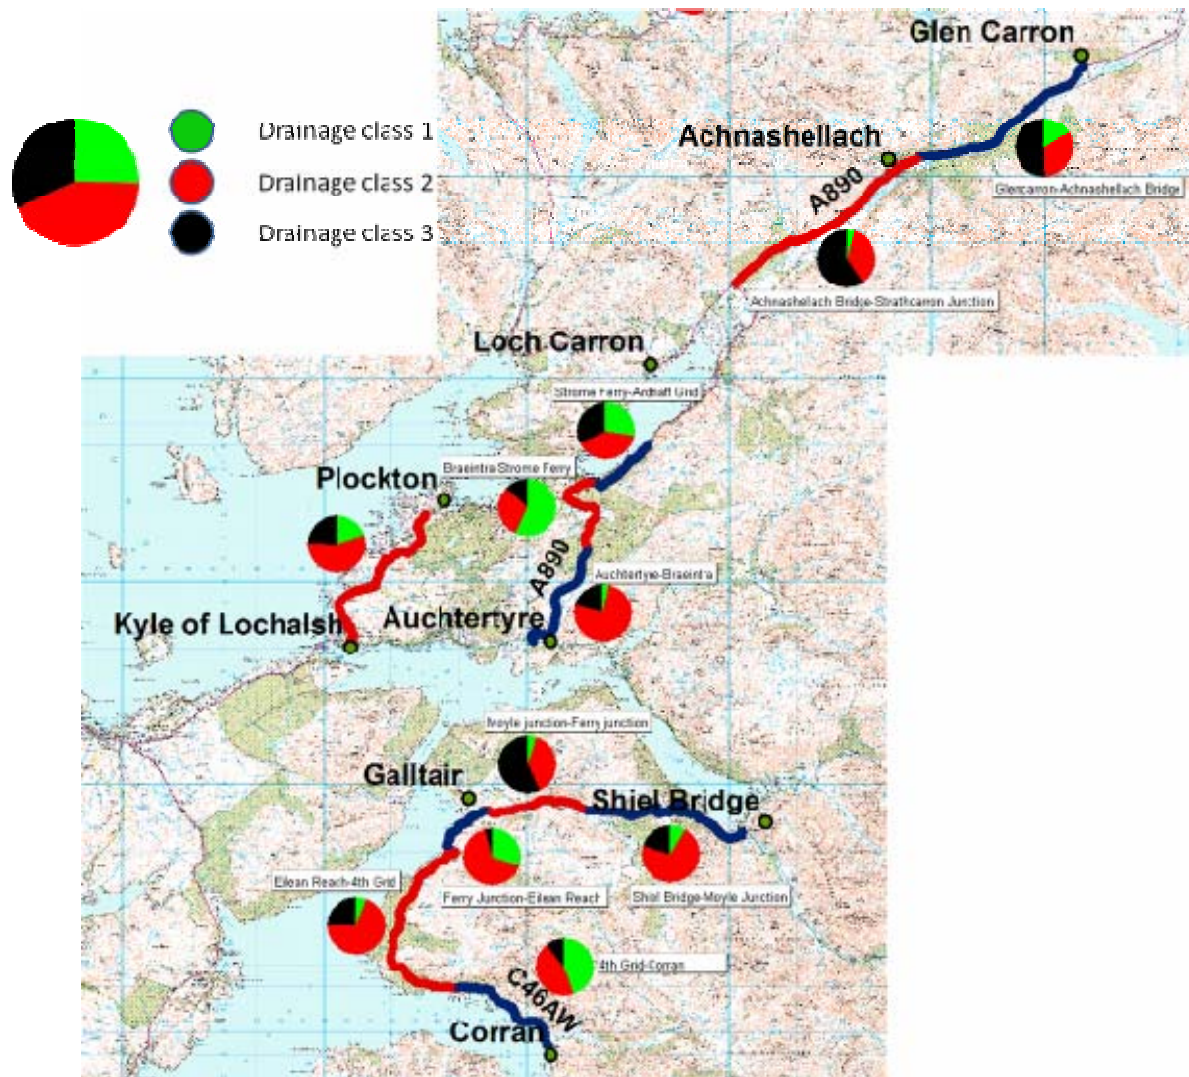 Glen Carron
Drainage class 1
Achnashellach
Drainage class 2
A890
Glencarron-Achnashellach Bridge
Drainage class 3
Achnashelach Bridge-Strathcarron Junction
Loch Carron
Strome Ferry-Ardnaff Grid
Braeintra-Strome Ferry
Plockton
A890
Auchtertyre-Braeintra
Auchtertyre
Kyle of Lochalsh
Moyle junction-Ferry junction
Galltair
Shiel Bridge
Eilean Reach-4th Grid
Ferry Junction-Eilean Reach
Shiel Bridge-Moyle Junction
4th Grid-Corran
C46AW
Corran